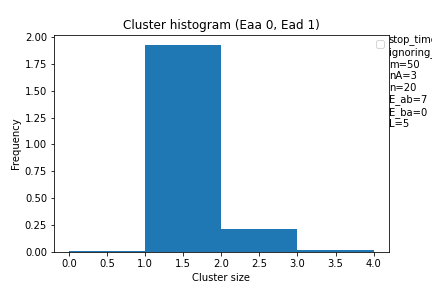 Cluster histogram (Eaa 0, Ead 1)
2.00
1.75
1.50
1.25
1.00
0.75
0.50
0.25
0.00
Frequency
0.0 0.5 1.0 1.5 2.0 2.5 3.0 3.5 4.0
Cluster size
stop_time
ignoring_
m=50
nA=3
n=20
E_ab=7
E_ba=0
L=5